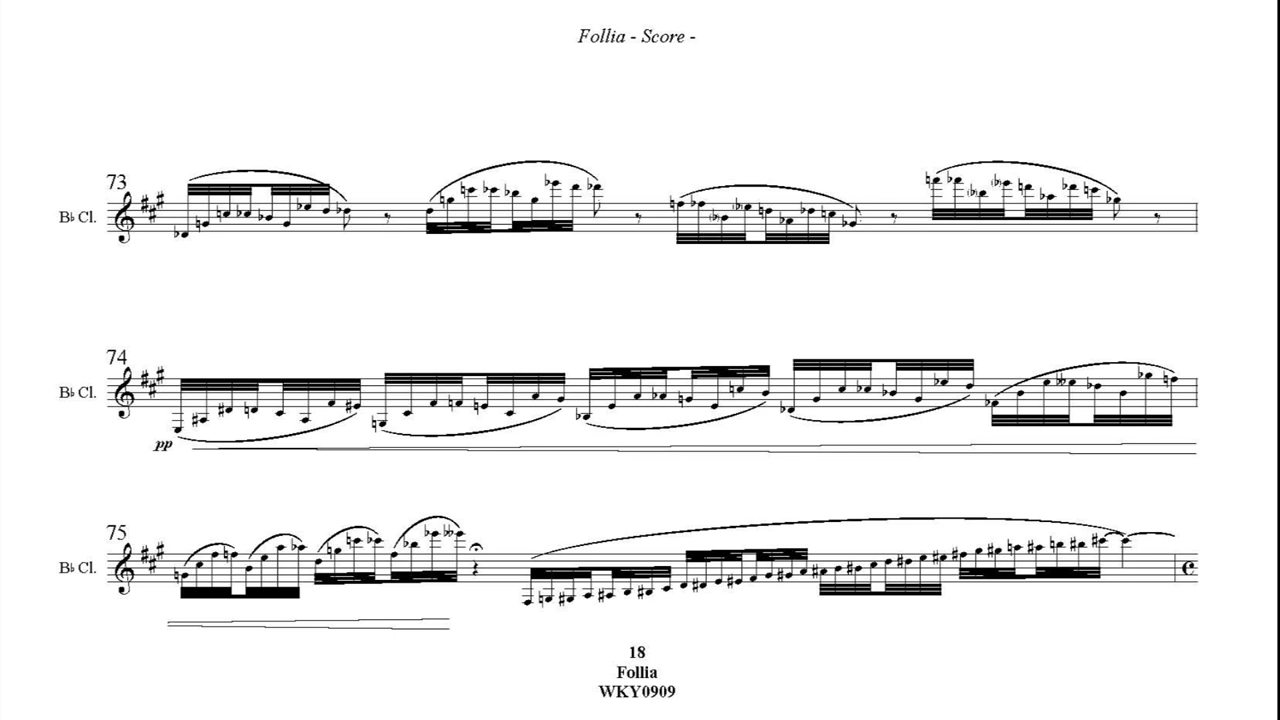 Follia - Score -
73
B♭ Cl.
74
B♭ Cl.
pp
75
B♭ Cl.
18
Follia
WKY0909